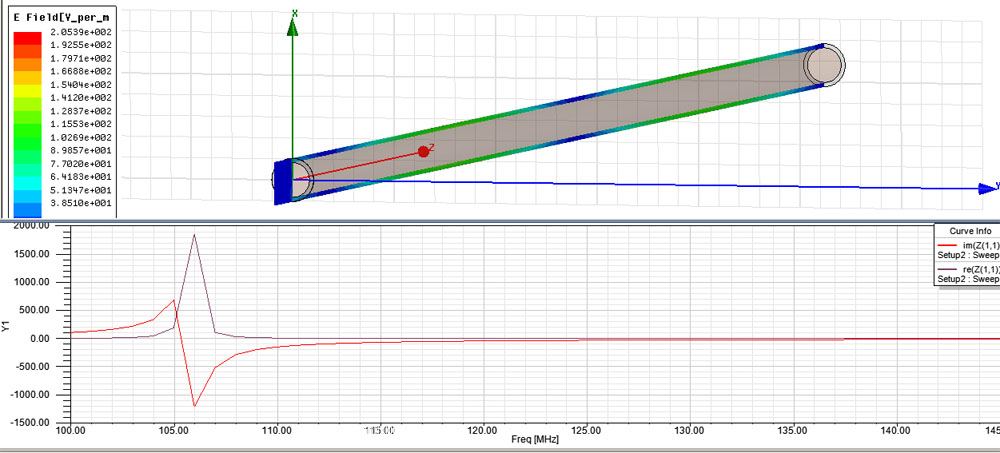 E Field[V_per_m
2.0539e+002
1.9255e+002
1.7971e+002
1.6688e+002
1.5404e+002
1.4120e+002
1.2837e+002
1.1553e+002
1.0269e+002
8.9857e+001
7.7020e+001
6.4183e+001
5.1347e+001
3.8510e+001
X
Z
Y
2000.00
1500.00
1000.00
500.00
0.00
-500.00
-1000.00
-1500.00
Y1
Curve Info
im(Z(1,1)
Setup2 : Sweep
re(Z(1,1))
Setup2 : Sweep
100.00 105.00 110.00 115.00 120.00 125.00 130.00 135.00 140.00 145
Freq [MHz]